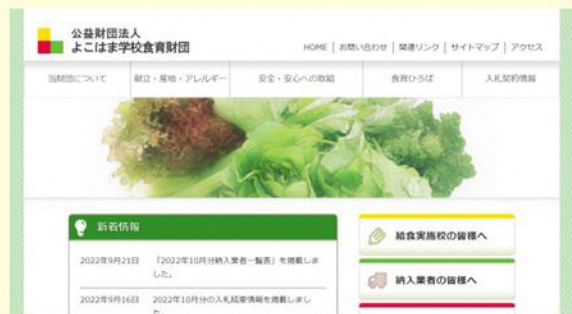 公益財団法人
よこはま学校食育財団
HOME | お問い合わせ | 関連リンク | サイトマップ | アクセス
当財団について
献立・産地・アレルギー
安全・安心への取組
食育ひろば
入札契約情報
新着情報
給食実施校の皆様へ
2022年9月21日 「2022年10月分納入業者一覧表」を掲載しま
した。
納入業者の皆様へ
2022年9月16日 2022年10月分の入札結果情報を掲載しまし